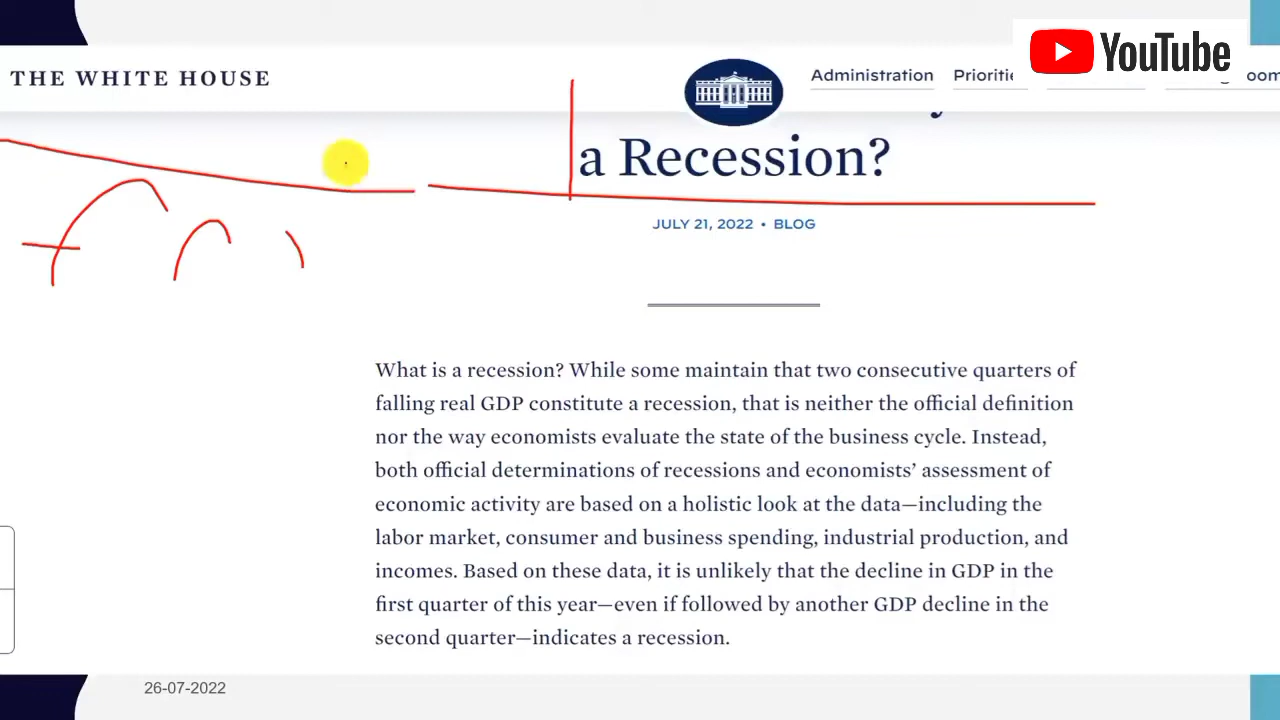 YouTube
THE WHITE HOUSE
Administration
a Recession?
JULY 21, 2022 • BLOG
What is a recession? While some maintain that two consecutive quarters of
falling real GDP constitute a recession, that is neither the official definition
nor the way economists evaluate the state of the business cycle. Instead,
both official determinations of recessions and economists’ assessment of
economic activity are based on a holistic look at the data—including the
labor market, consumer and business spending, industrial production, and
incomes. Based on these data, it is unlikely that the decline in GDP in the
first quarter of this year—even if followed by another GDP decline in the
second quarter—indicates a recession.
26-07-2022